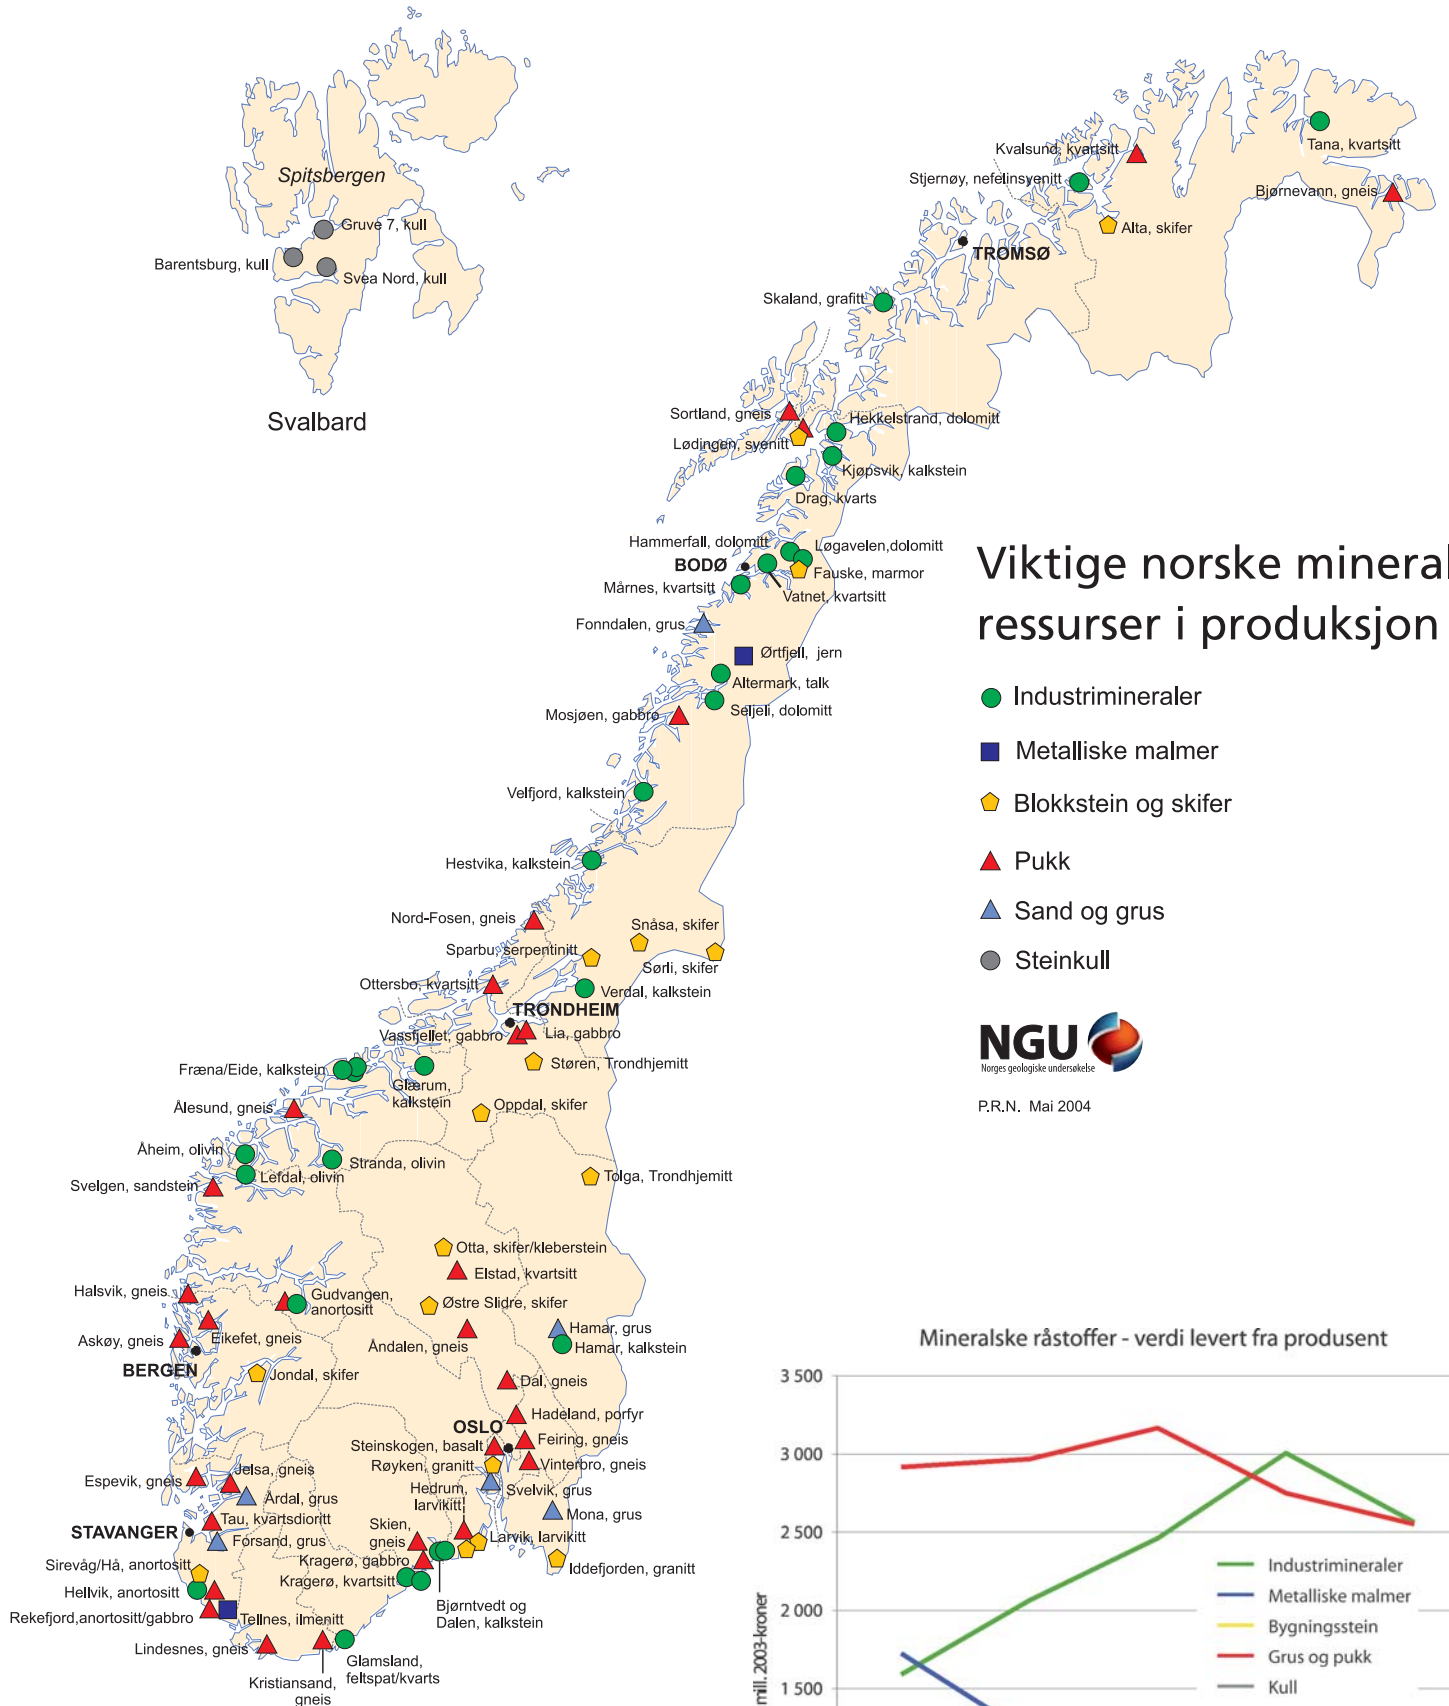 Spitsbergen
Gruve 7, kull
Barentsburg, kull
Svea Nord, kull
Svalbard
Tana, kvartsitt
Kvalsund, kvartsitt
Stjernøy, nefelinsyenitt
Bjørnevann, gneis
Alta, skifer
TROMSØ
Skaland, grafitt
Sortland, gneis
Hekkelstrand, dolomitt
Lødingen, syenitt
Kjøpsvik, kalkstein
Drag, kvarts
Hammerfall, dolomitt
Løgavelen,dolomitt
BODØ
Fauske, marmor
Mårnes, kvartsitt
Vatnet, kvartsitt
Fonndalen, grus
Ørtfjell, jern
Altermark, talk
Seljeli, dolomitt
Mosjøen, gabbro
Velfjord, kalkstein
Hestvika, kalkstein
Nord-Fosen, gneis
Snåsa, skifer
Sparbu, serpentinitt
Sørli, skifer
Ottersbo, kvartsitt
Verdal, kalkstein
TRONDHEIM
Vassfjellet, gabbro
Lia, gabbro
Støren, Trondhjemitt
Fræna/Eide, kalkstein
Glærum,
kalkstein
Oppdal, skifer
Ålesund, gneis
Åheim, olivin
Stranda, olivin
Lefdal, olivin
Tolga, Trondhjemitt
Svelgen, sandstein
Otta, skifer/kleberstein
Elstad, kvartsitt
Halsvik, gneis
Gudvangen,
anortositt
Østre Slidre, skifer
Eikefet, gneis
Askøy, gneis
Åndalen, gneis
Hamar, grus
Hamar, kalkstein
BERGEN
Jondal, skifer
Dal, gneis
Hadeland, porfyr
OSLO
Steinskogen, basalt
Feiring, gneis
Røyken, granitt
Vinterbro, gneis
Espevik, gneis
Jelsa, gneis
Hedrum,
larvikitt
Svelvik, grus
Årdal, grus
Mona, grus
Tau, kvartsdioritt
STAVANGER
Forsand, grus
Skien,
gneis
Larvik, larvikitt
Sirevåg/Hå, anortositt
Kragerø, gabbro
Iddefjorden, granitt
Hellvik, anortositt
Kragerø, kvartsitt
Rekefjord,anortositt/gabbro
Tellnes, ilmenitt
Bjørntvedt og
Dalen, kalkstein
Lindesnes, gneis
Glamsland,
feltspat/kvarts
Kristiansand,
gneis
Viktige norske mineral
ressurser i produksjon
Industrimineraler
Metalliske malmer
Blokkstein og skifer
Pukk
Sand og grus
Steinkull
NGU
Norges geologiske undersøkelse
P.R.N. Mai 2004
Mineralske råstoffer - verdi levert fra produsent
3 500
3 000
2 500
2 000
1 500
mill. 2003-kroner
Industrimineraler
Metalliske malmer
Bygningsstein
Grus og pukk
Kull